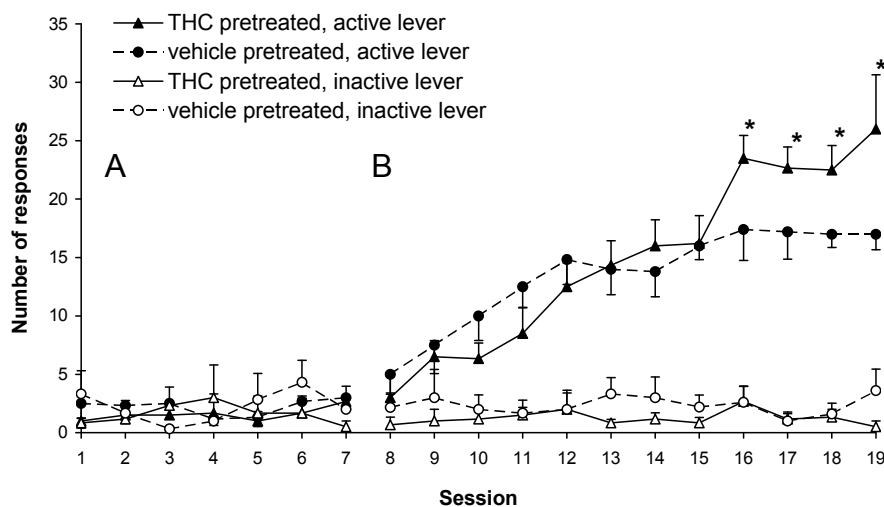 35
30
25
20
15
10
5
0
Number of responses
THC pretreated, active lever
vehicle pretreated, active lever
THC pretreated, inactive lever
vehicle pretreated, inactive lever
A B
* * * *
1 2 3 4 5 6 7 8 9 10 11 12 13 14 15 16 17 18 19
Session